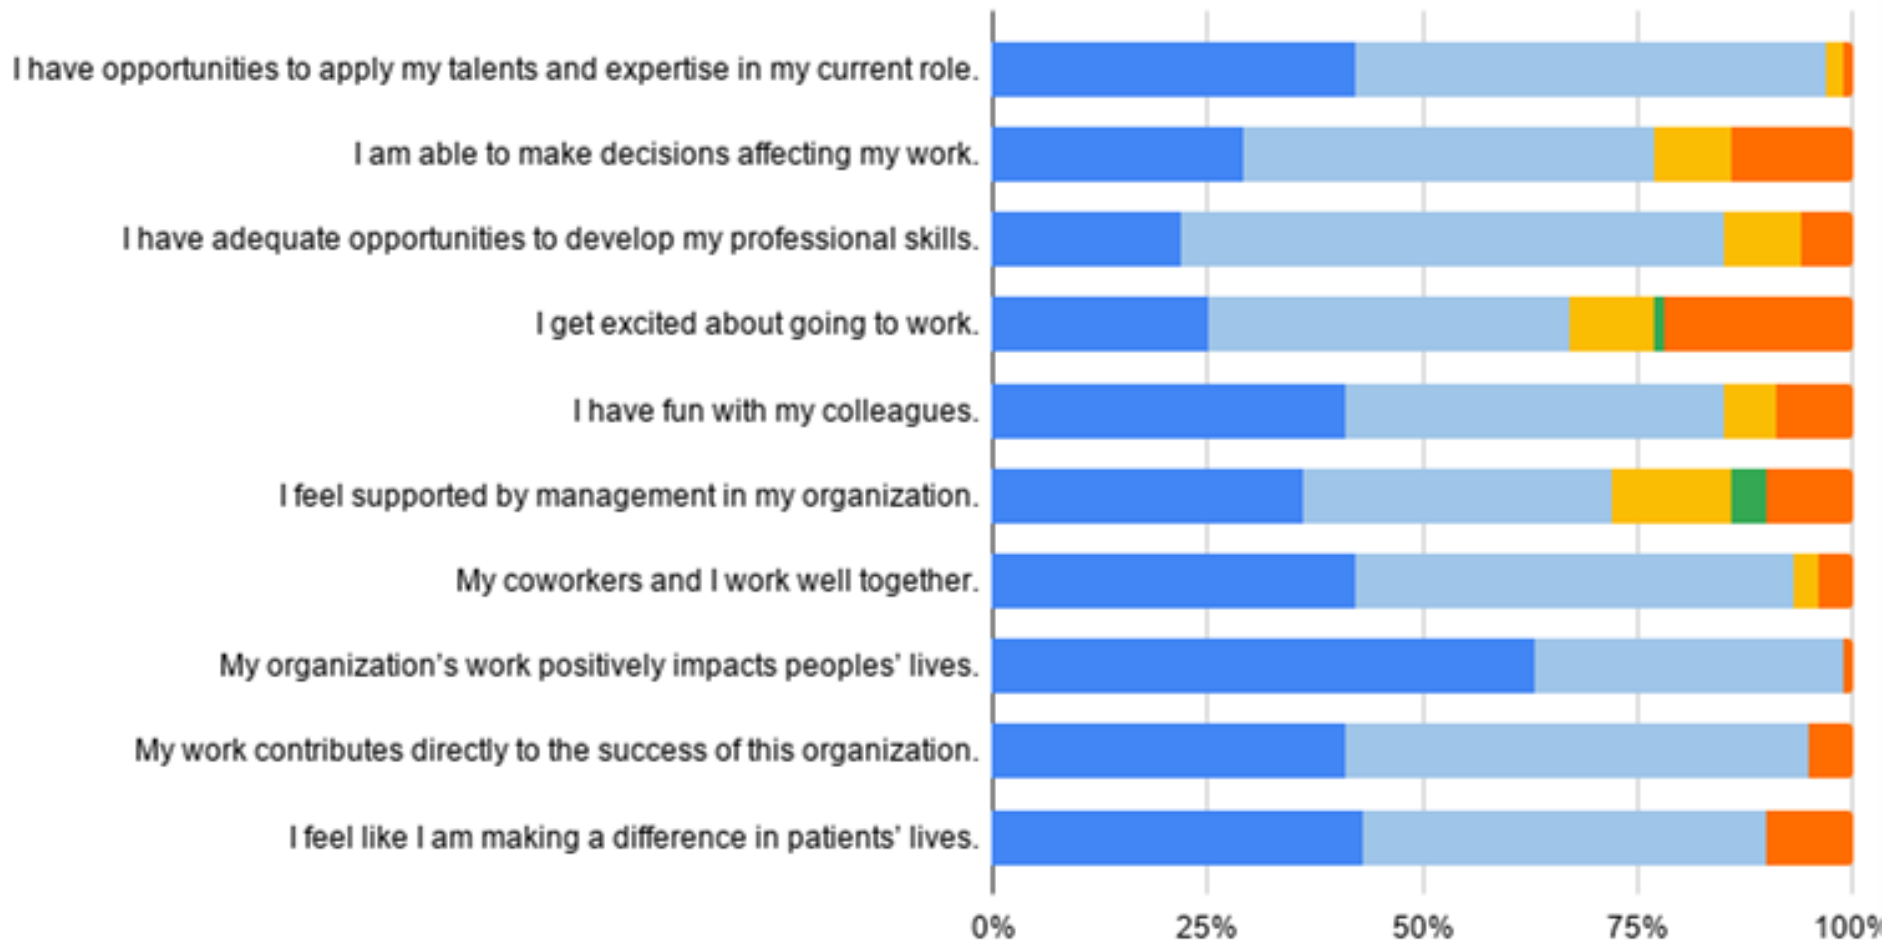 I have opportunities to apply my talents and expertise in my current role.
I am able to make decisions affecting my work.
I have adequate opportunities to develop my professional skills.
I get excited about going to work.
I have fun with my colleagues.
I feel supported by management in my organization.
My coworkers and I work well together.
My organization’s work positively impacts peoples’ lives.
My work contributes directly to the success of this organization.
I feel like I am making a difference in patients’ lives.
0% 25% 50% 75% 100%